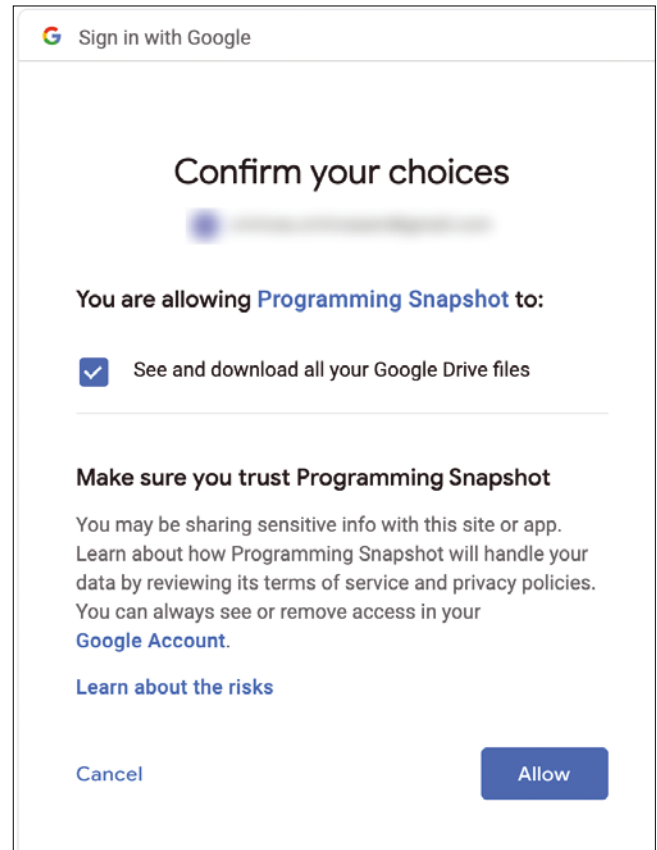 Sign in with Google
Confirm your choices
You are allowing Programming Snapshot to:
See and download all your Google Drive files
Make sure you trust Programming Snapshot
You may be sharing sensitive info with this site or app.
Learn about how Programming Snapshot will handle your
data by reviewing its terms of service and privacy policies.
You can always see or remove access in your
Google Account.
Learn about the risks
Cancel
Allow